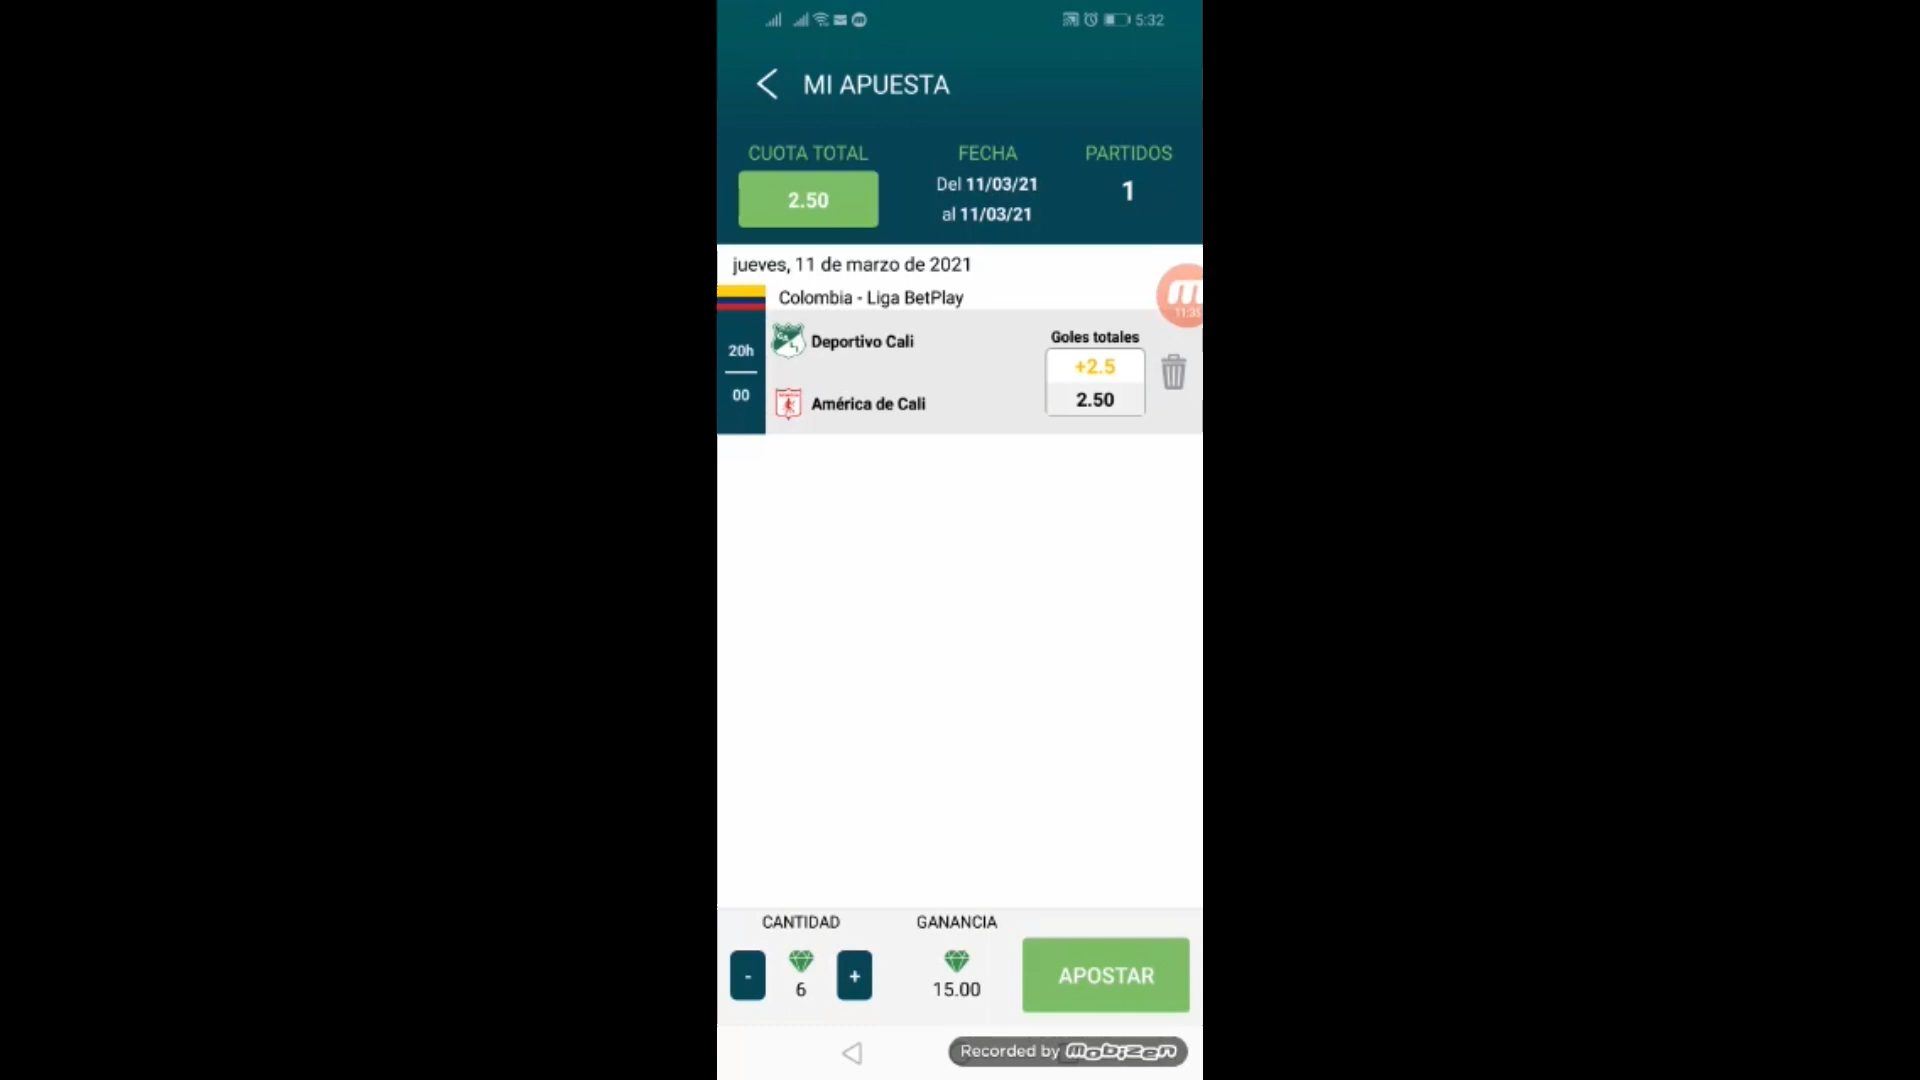 5:32
MI APUESTA
CUOTA TOTAL
2.50
FECHA
Del 11/03/21
al 11/03/21
PARTIDOS
1
jueves, 11 de marzo de 2021
Colombia - Liga BetPlay
11:35
20h
00
Deportivo Cali
América de Cali
Goles totales
+2.5
2.50
CANTIDAD
-
6
+
GANANCIA
15.00
APOSTAR
Recorded by mobizen